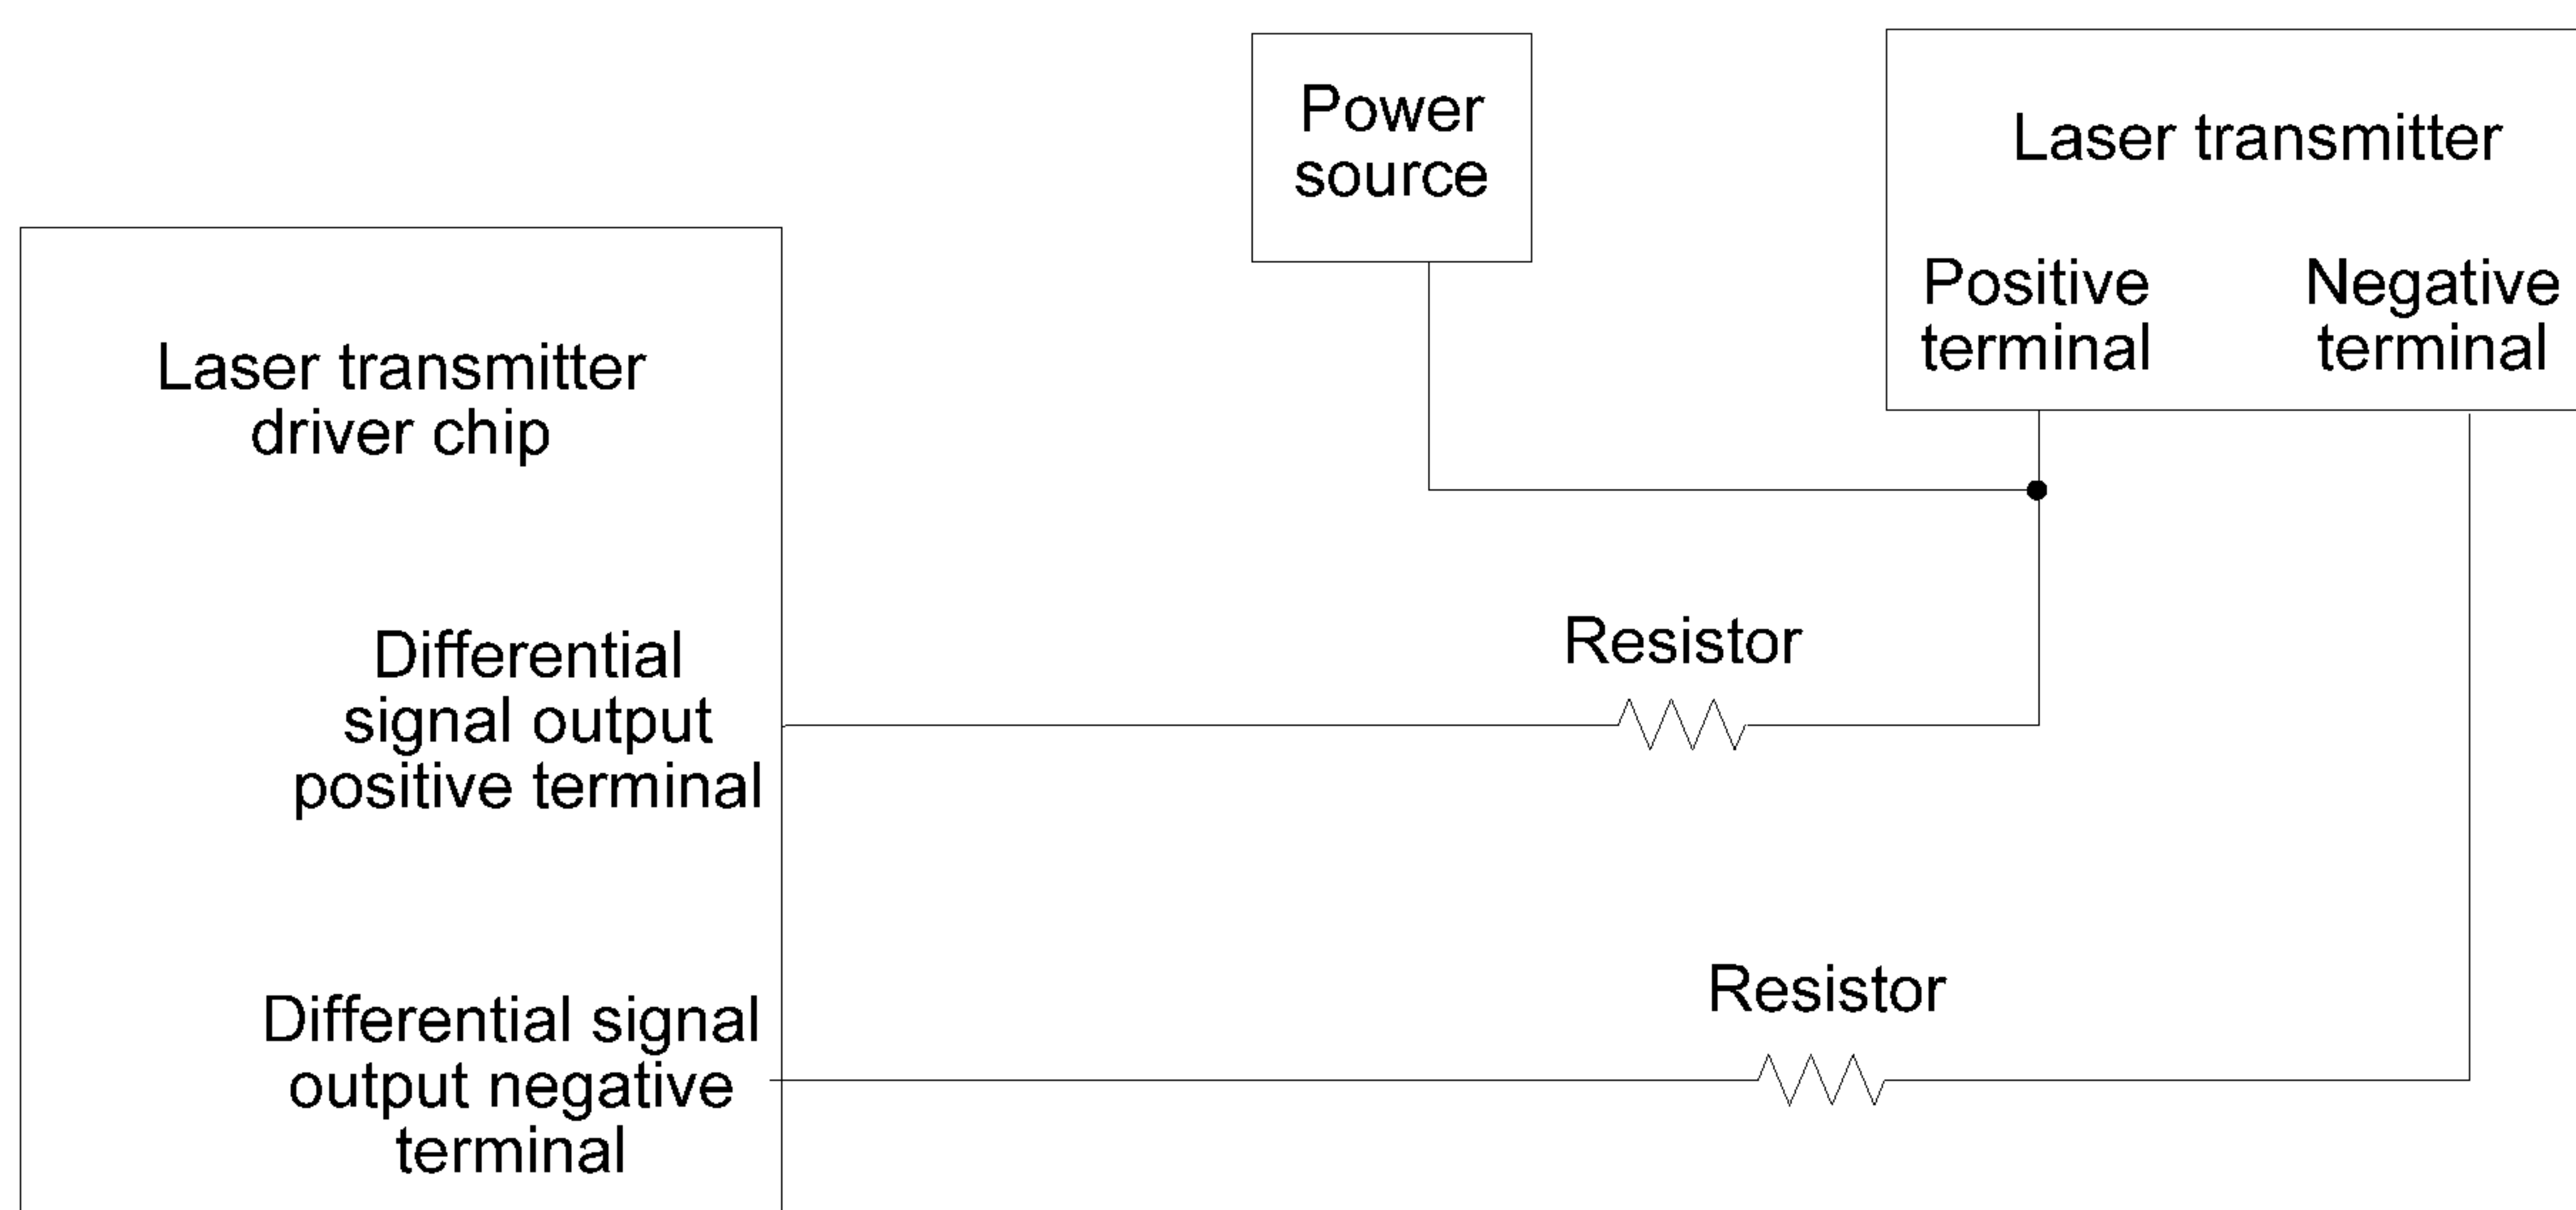 Power
source
Laser transmitter
Positive
terminal
Negative
terminal
Laser transmitter
driver chip
Differential
signal output
positive terminal
Resistor
Differential signal
output negative
terminal
Resistor